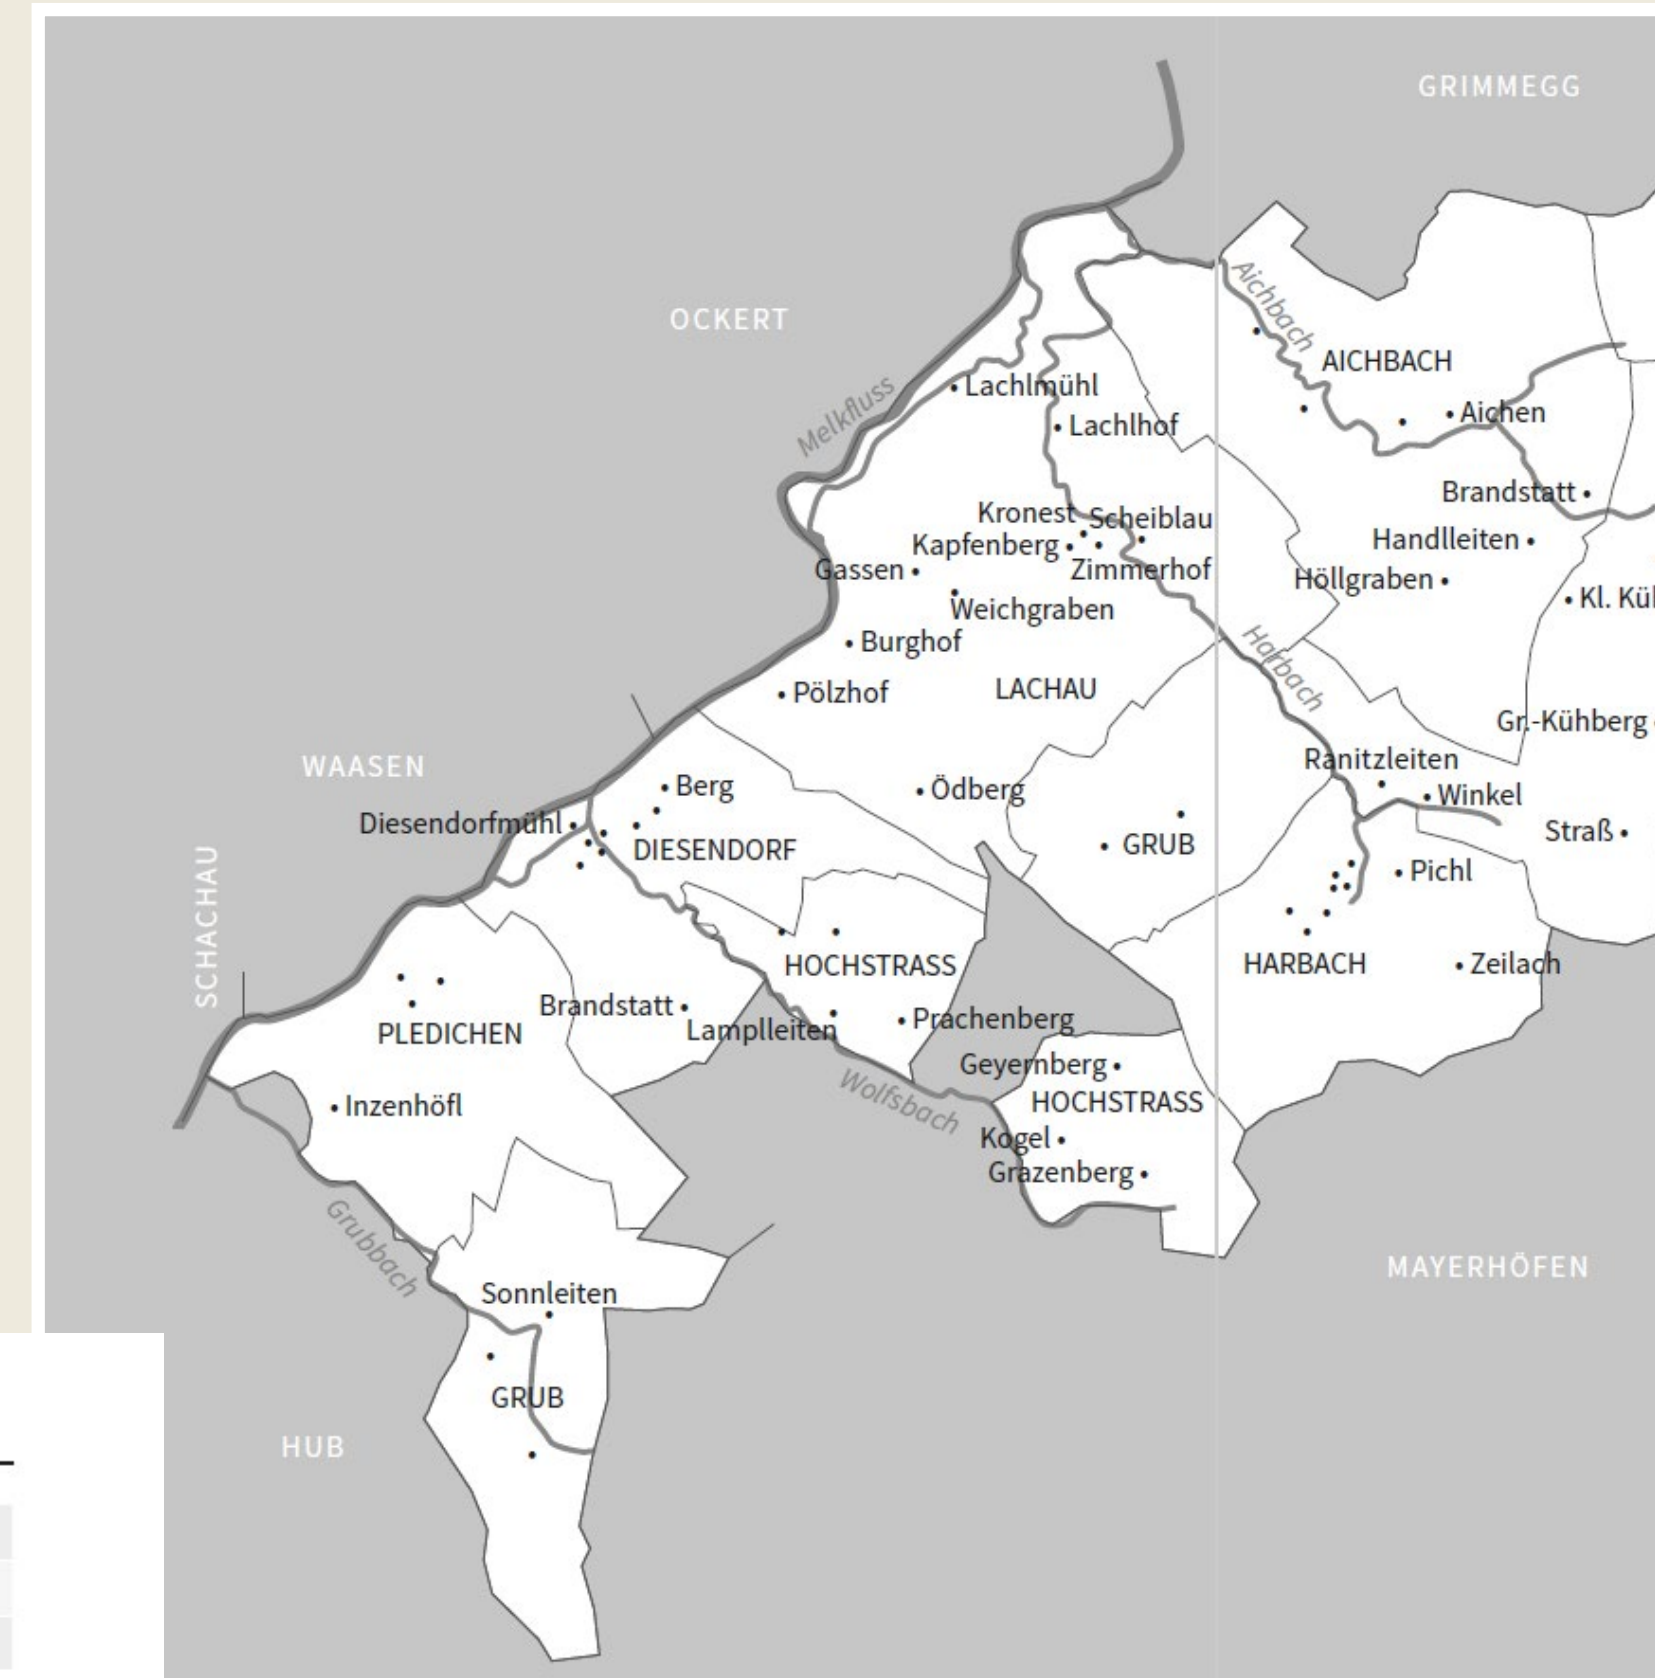 GRIMMEGG
OCKERT
Aichbach
AICHBACH
Melkfluss
Lachlmühl
Aichen
Lachlhof
Brandstatt
Kronest
Scheiblau
Handlleiten
Kapfenberg
Gassen
Zimmerhof
Höllgraben
Kl. Kü
Weichgraben
Burghof
Harbach
Pölzhof
LACHAU
Gr.-Kühberg
WAASEN
Ranitzleiten
Berg
Ödberg
Winkel
Diesendorfmühl
Straß
DIESENDORF
GRUB
Pichl
SCHACHAU
HOCHSTRASS
HARBACH
Zeilach
Brandstatt
Prachenberg
PLEDICHEN
Lamplleiten
Geyernberg
Wolfsbach
Inzenhöfl
HOCHSTRASS
Kogel
Grazenberg
Grubbach
MAYERHÖFEN
Sonnleiten
GRUB
HUB